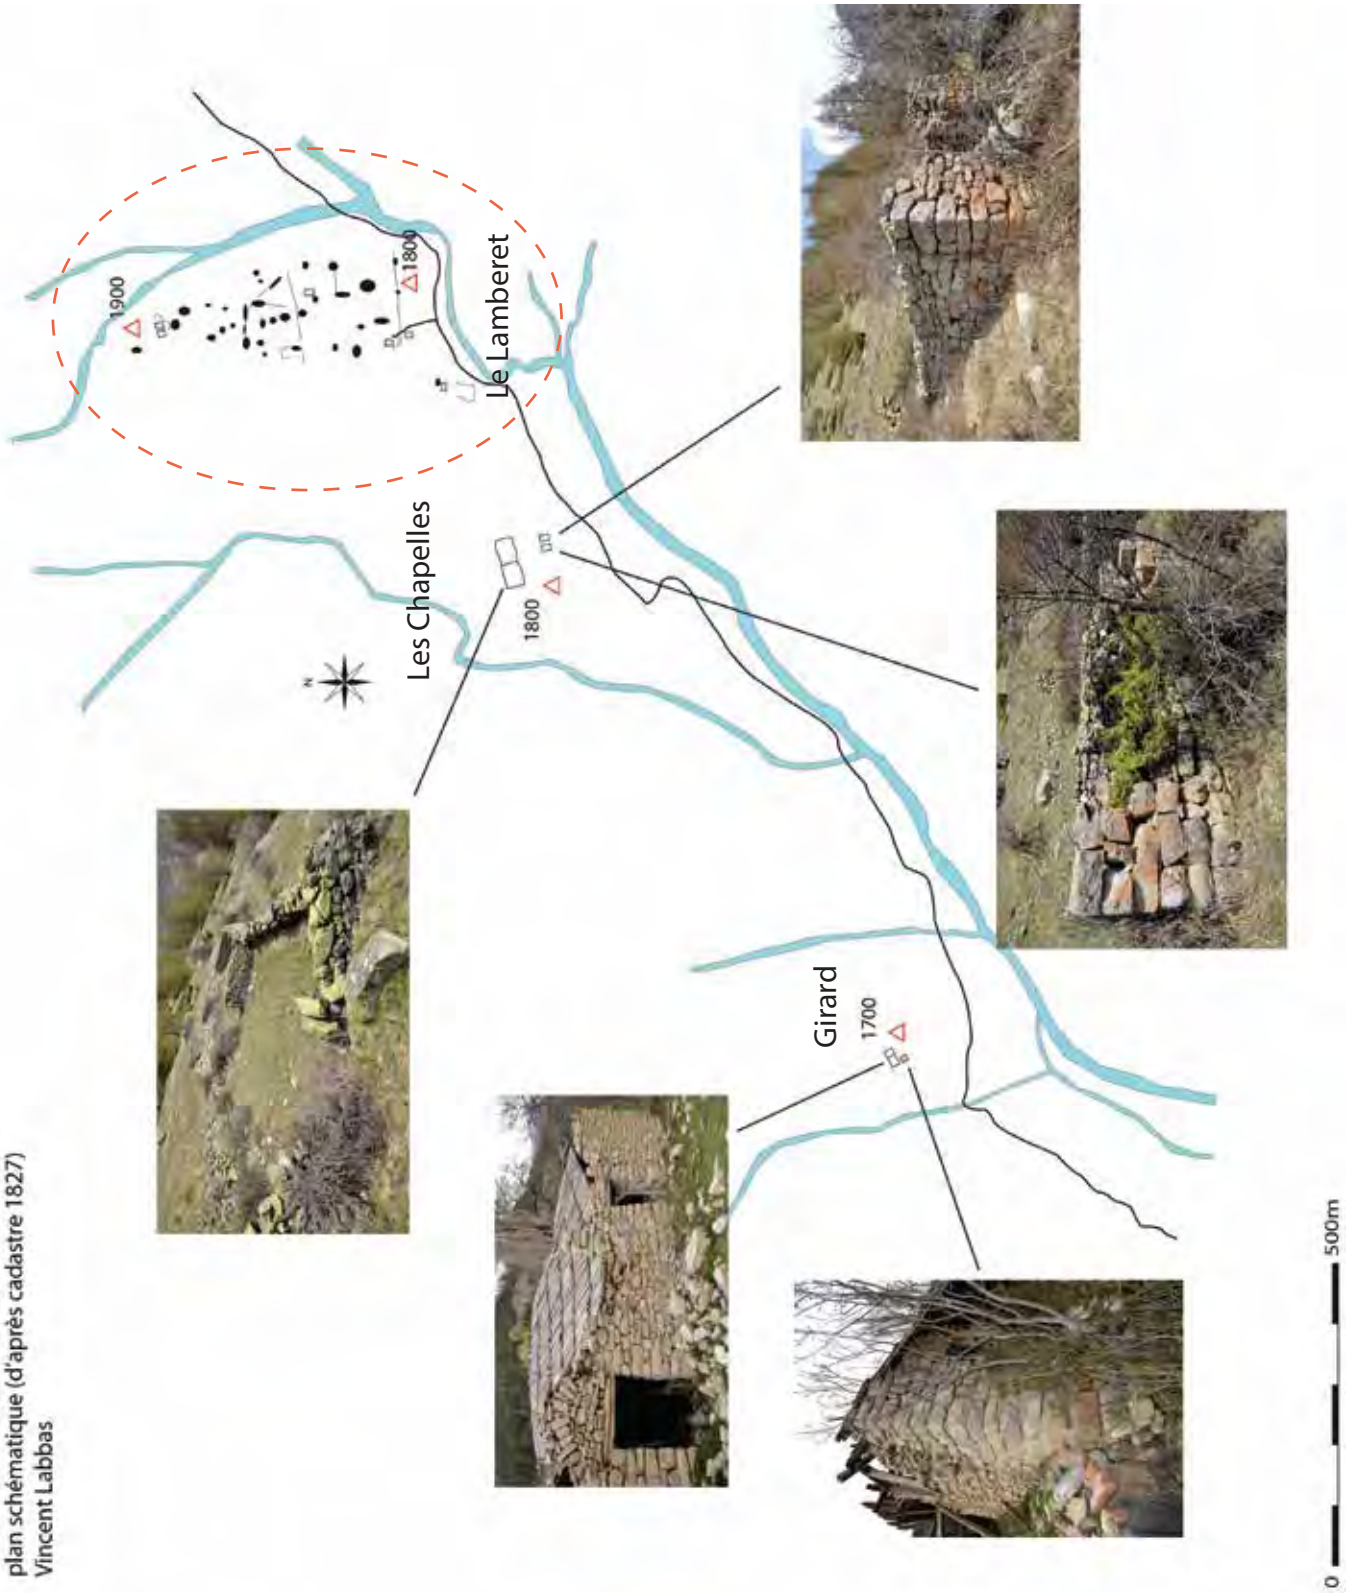 plan schématique (d'après cadastre 1827)
Vincent Labbas
1900
1800
Le Lamberet
Les Chapelles
1800
N
Girard
1700
0
500m